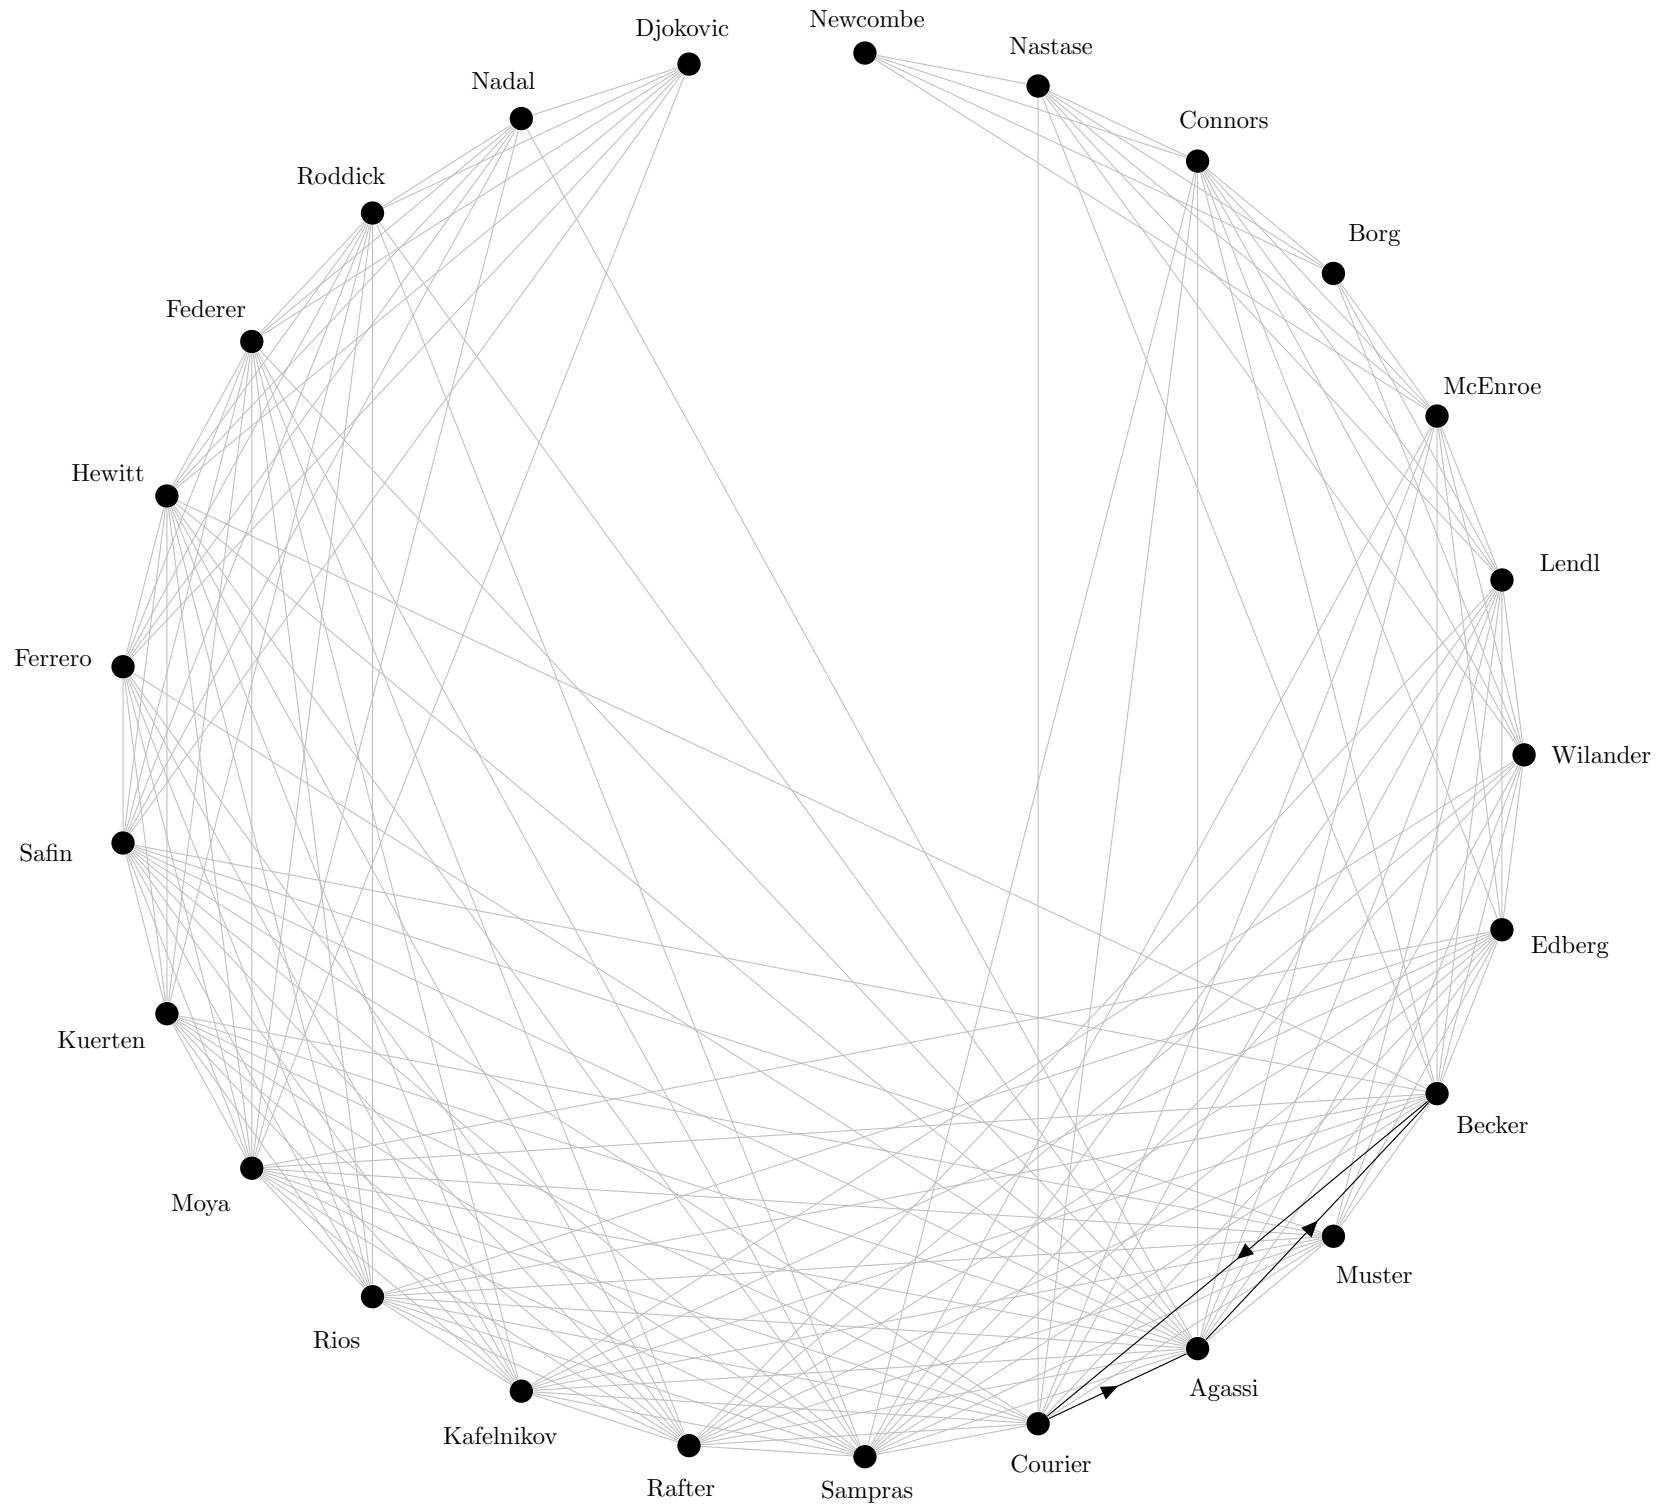 Newcombe
Djokovic
Nastase
Nadal
Connors
Roddick
Borg
Federer
McEnroe
Hewitt
Lendl
Ferrero
Wilander
Safin
Edberg
Kuerten
Becker
Moya
Muster
Rios
Agassi
Kafelnikov
Courier
Rafter
Sampras